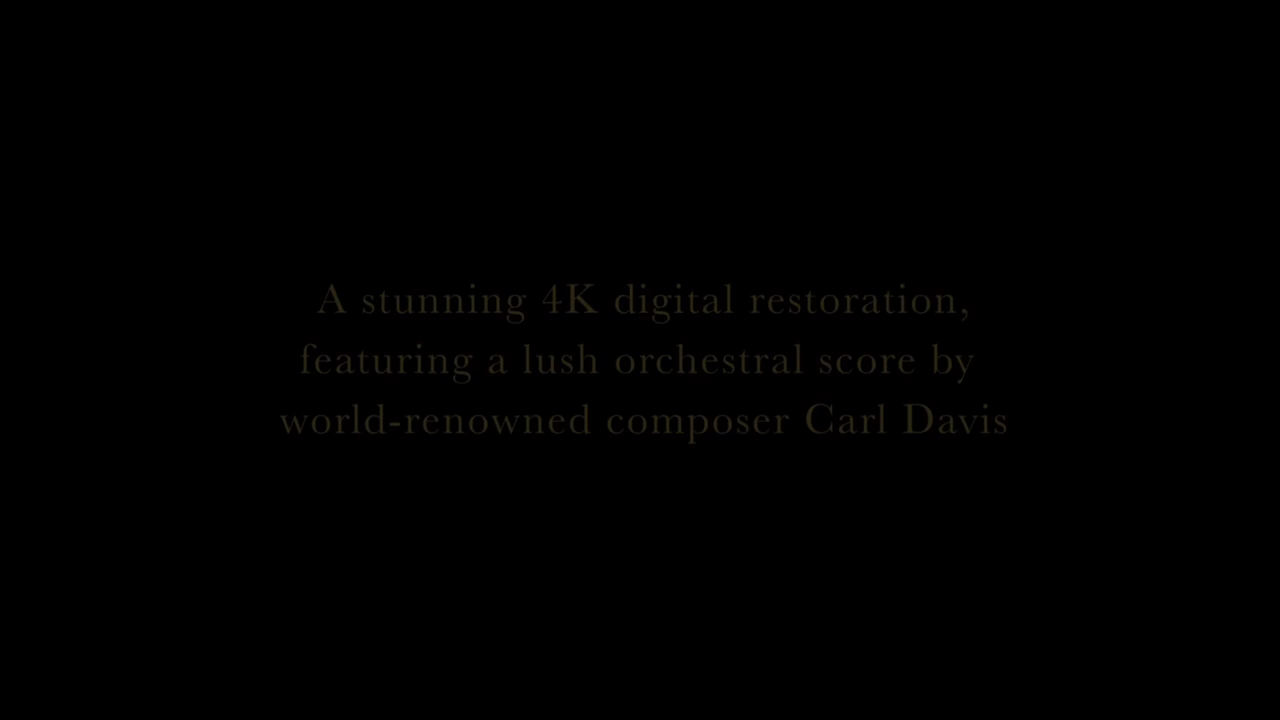 A stunning 4K digital restoration,
featuring a lush orchestral score by
world-renowned composer Carl Davis